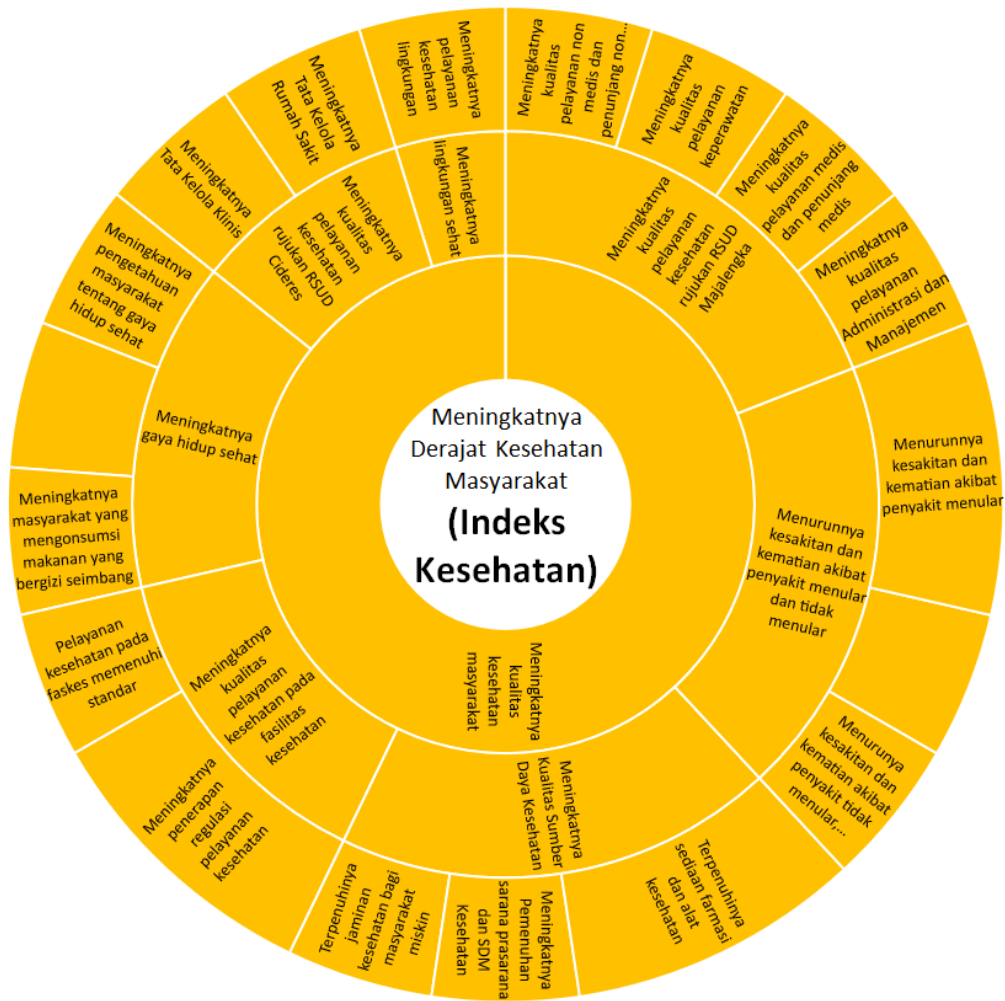 Meningkatnya
Derajat Kesehatan
Masyarakat
(Indeks
Kesehatan)
Meningkatnya
kualitas
kesehatan
masyarakat
Meningkatnya
kualitas
pelayanan
kesehatan
rujukan RSUD
Majalengka
Menurunnya
kesakitan dan
kematian akibat
penyakit menular
dan tidak
menular
Meningkatnya
Kualitas Sumber
Daya Kesehatan
Meningkatnya
kualitas
pelayanan
kesehatan pada
fasilitas
kesehatan
Meningkatnya
gaya hidup sehat
Meningkatnya
kualitas
pelayanan
kesehatan
rujukan RSUD
Cideres
Meningkatnya
lingkungan sehat
Meningkatnya
kualitas
pelayanan non
medis dan
penunjang non...
Meningkatnya
kualitas
pelayanan
keperawatan
Meningkatnya
kualitas
pelayanan medis
dan penunjang
medis
Meningkatnya
kualitas
pelayanan
Administrasi dan
Manajemen
Menurunnya
kesakitan dan
kematian akibat
penyakit menular
Menurunya
kesakitan dan
kematian akibat
penyakit tidak
menular,...
Terpenuhinya
sediaan farmasi
dan alat
kesehatan
Meningkatnya
Pemenuhan
sarana prasarana
dan SDM
Kesehatan
Terpenuhinya
jaminan
kesehatan bagi
masyarakat
miskin
Meningkatnya
penerapan
regulasi
pelayanan
kesehatan
Pelayanan
kesehatan pada
faskes memenuhi
standar
Meningkatnya
masyarakat yang
mengonsumsi
makanan yang
bergizi seimbang
Meningkatnya
pengetahuan
masyarakat
tentang gaya
hidup sehat
Meningkatnya
Tata Kelola Klinis
Meningkatnya
Tata Kelola
Rumah Sakit
Meningkatnya
kualitas
pelayanan
kesehatan
lingkungan